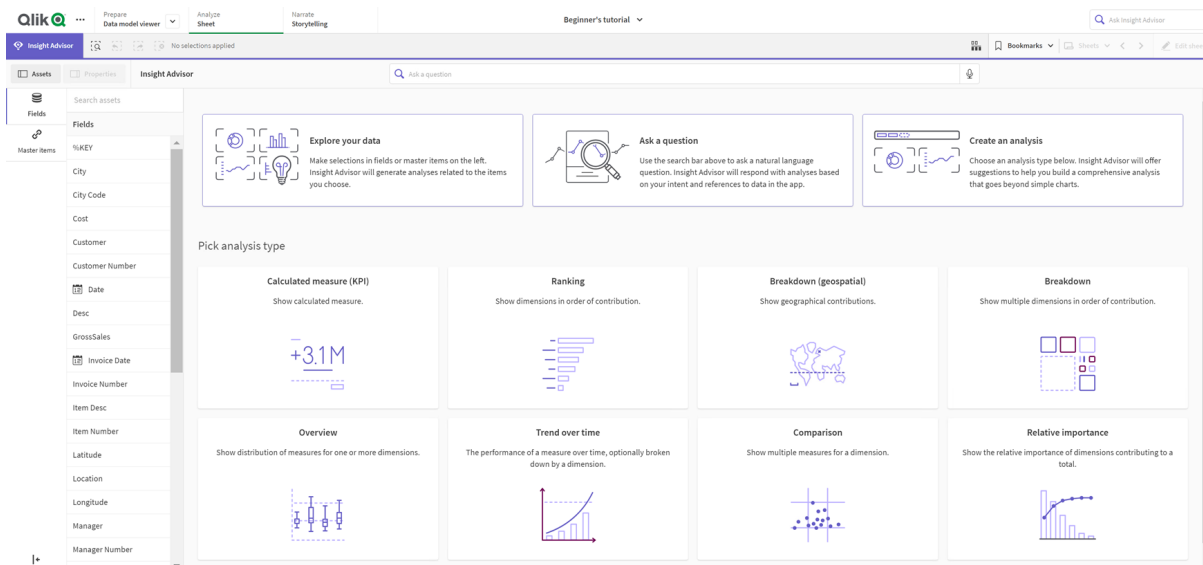 Qlik
Prepare
Data model viewer
Analyze
Sheet
Narrate
Storytelling
Beginner's tutorial
Ask Insight Advisor
Insight Advisor
No selections applied
Bookmarks
Sheets
Edit shee
Assets
Properties
Insight Advisor
Ask a question
Fields
Master items
Search assets
Fields
%KEY
City
City Code
Cost
Customer
Customer Number
Date
Desc
GrossSales
Invoice Date
Invoice Number
Item Desc
Item Number
Latitude
Location
Longitude
Manager
Manager Number
Explore your data
Make selections in fields or master items on the left.
Insight Advisor will generate analyses related to the items
you choose.
Ask a question
Use the search bar above to ask a natural language
question. Insight Advisor will respond with analyses based
on your intent and references to data in the app.
Create an analysis
Choose an analysis type below. Insight Advisor will offer
suggestions to help you build a comprehensive analysis
that goes beyond simple charts.
Pick analysis type
Calculated measure (KPI)
Show calculated measure.
+3.1M
Ranking
Show dimensions in order of contribution.
Breakdown (geospatial)
Show geographical contributions.
Breakdown
Show multiple dimensions in order of contribution.
Overview
Show distribution of measures for one or more dimensions.
Trend over time
The performance of a measure over time, optionally broken
down by a dimension.
Comparison
Show multiple measures for a dimension.
Relative importance
Show the relative importance of dimensions contributing to a
total.